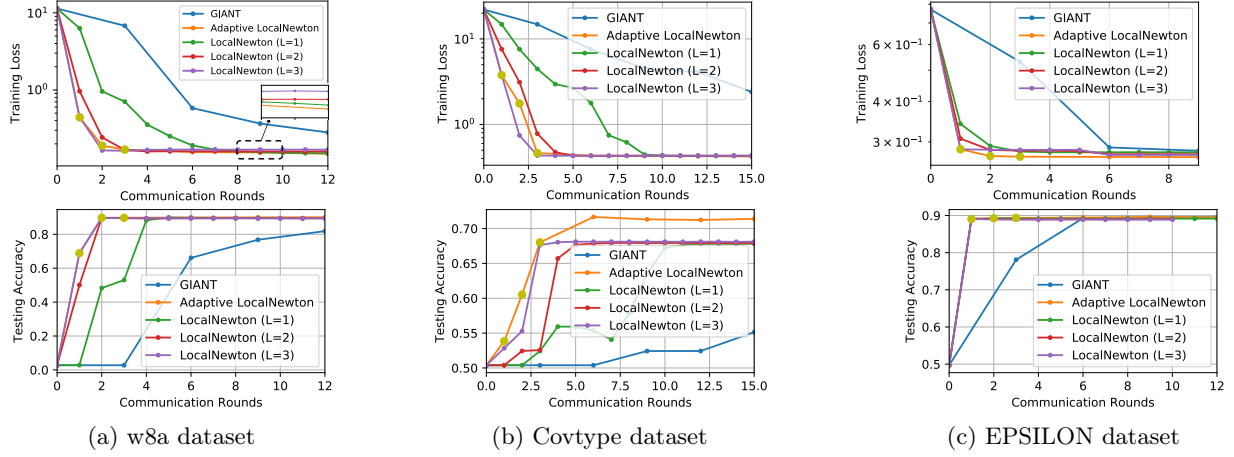 GIANT
Adaptive LocalNewton
LocalNewton (L=1)
LocalNewton (L=2)
LocalNewton (L=3)
Training Loss
10¹
10⁰
0 2 4 6 8 10 12
Communication Rounds
GIANT
Adaptive LocalNewton
LocalNewton (L=1)
LocalNewton (L=2)
LocalNewton (L=3)
Training Loss
10¹
10⁰
0.0 2.5 5.0 7.5 10.0 12.5 15.0
Communication Rounds
GIANT
Adaptive LocalNewton
LocalNewton (L=1)
LocalNewton (L=2)
LocalNewton (L=3)
Training Loss
6 × 10⁻¹
4 × 10⁻¹
3 × 10⁻¹
0 2 4 6 8
Communication Rounds
GIANT
Adaptive LocalNewton
LocalNewton (L=1)
LocalNewton (L=2)
LocalNewton (L=3)
Testing Accuracy
0.8
0.6
0.4
0.2
0.0
0 2 4 6 8 10 12
Communication Rounds
(a) w8a dataset
GIANT
Adaptive LocalNewton
LocalNewton (L=1)
LocalNewton (L=2)
LocalNewton (L=3)
Testing Accuracy
0.70
0.65
0.60
0.55
0.50
0.0 2.5 5.0 7.5 10.0 12.5 15.0
Communication Rounds
(b) Covtype dataset
GIANT
Adaptive LocalNewton
LocalNewton (L=1)
LocalNewton (L=2)
LocalNewton (L=3)
Testing Accuracy
0.9
0.8
0.7
0.6
0.5
0 2 4 6 8 10 12
Communication Rounds
(c) EPSILON dataset